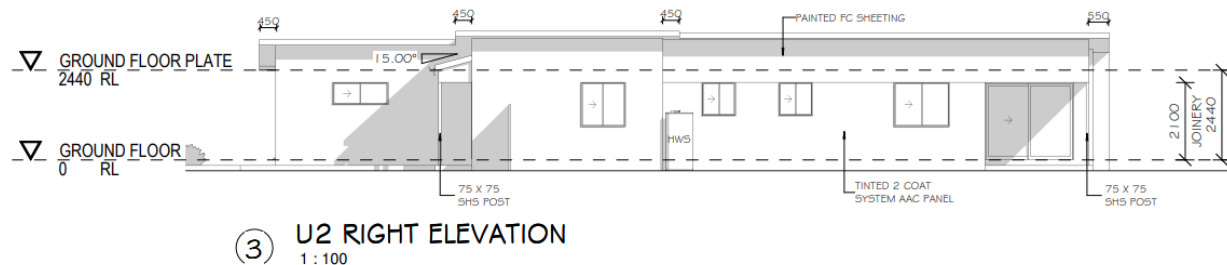 450
450
450
550
PAINTED FC SHEETING
GROUND FLOOR PLATE
2440 RL
15.00°
2100
JOINERY
2440
HWS
GROUND FLOOR
0 RL
75 X 75
SHS POST
TINTED 2 COAT
SYSTEM AAC PANEL
75 X 75
SHS POST
3
U2 RIGHT ELEVATION
1 : 100